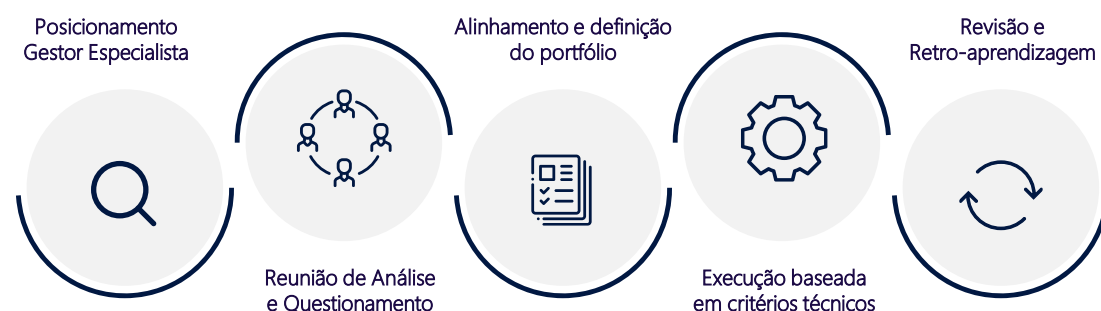 Posicionamento
Gestor Especialista
Reunião de Análise
e Questionamento
Alinhamento e definição
do portfólio
Execução baseada
em critérios técnicos
Revisão e
Retro-aprendizagem